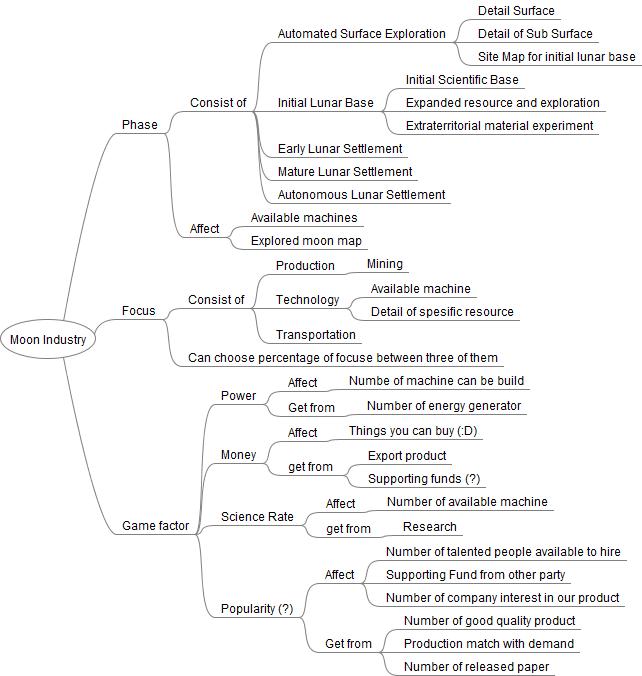 Moon Industry
Phase
Consist of
Automated Surface Exploration
Detail Surface
Detail of Sub Surface
Site Map for initial lunar base
Initial Lunar Base
Initial Scientific Base
Expanded resource and exploration
Extraterritorial material experiment
Early Lunar Settlement
Mature Lunar Settlement
Autonomous Lunar Settlement
Affect
Available machines
Explored moon map
Focus
Consist of
Production
Mining
Technology
Available machine
Detail of spesific resource
Transportation
Can choose percentage of focuse between three of them
Game factor
Power
Affect
Numbe of machine can be build
Get from
Number of energy generator
Money
Affect
Things you can buy (:D)
get from
Export product
Supporting funds (?)
Science Rate
Affect
Number of available machine
get from
Research
Popularity (?)
Affect
Number of talented people available to hire
Supporting Fund from other party
Number of company interest in our product
Get from
Number of good quality product
Production match with demand
Number of released paper